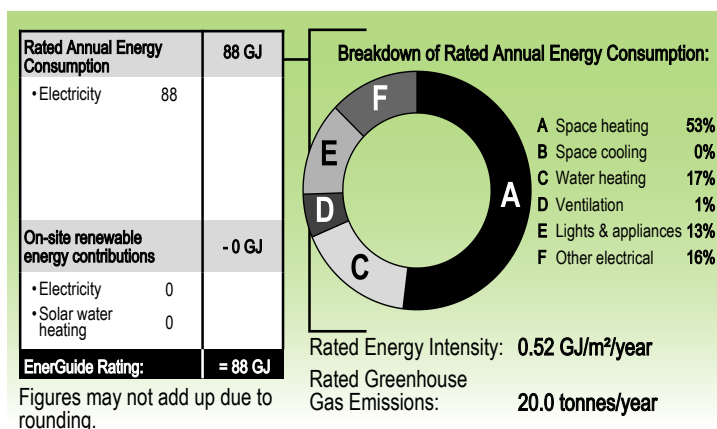 Rated Annual Energy
Consumption
88 GJ
• Electricity 88
On-site renewable
energy contributions
- 0 GJ
• Electricity 0
• Solar water
heating 0
EnerGuide Rating: = 88 GJ
Figures may not add up due to
rounding.
Breakdown of Rated Annual Energy Consumption:
F
E
D
C
A
A Space heating 53%
B Space cooling 0%
C Water heating 17%
D Ventilation 1%
E Lights & appliances 13%
F Other electrical 16%
Rated Energy Intensity: 0.52 GJ/m²/year
Rated Greenhouse
Gas Emissions: 20.0 tonnes/year